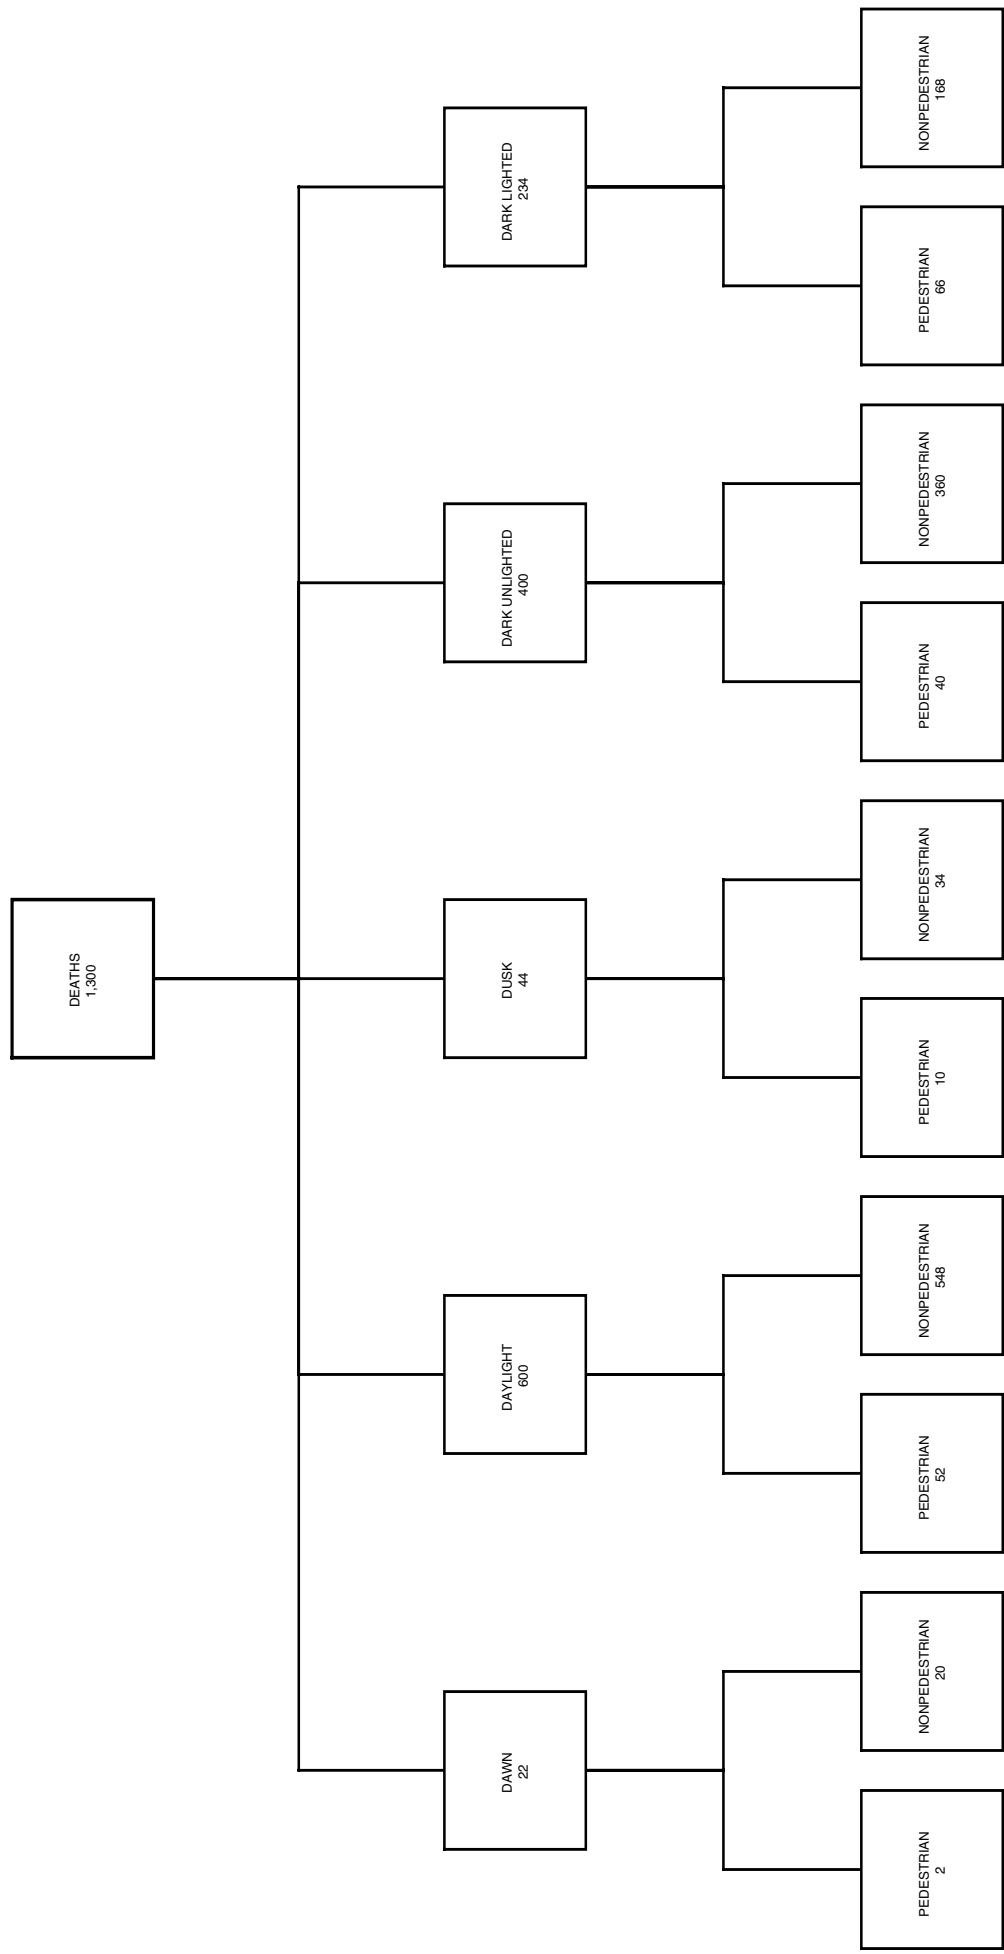 DEATHS
1,300
DAWN
22
DAYLIGHT
600
DUSK
44
DARK UNLIGHTED
400
DARK LIGHTED
234
PEDESTRIAN
2
NONPEDESTRIAN
20
PEDESTRIAN
52
NONPEDESTRIAN
548
PEDESTRIAN
10
NONPEDESTRIAN
34
PEDESTRIAN
40
NONPEDESTRIAN
360
PEDESTRIAN
66
NONPEDESTRIAN
168